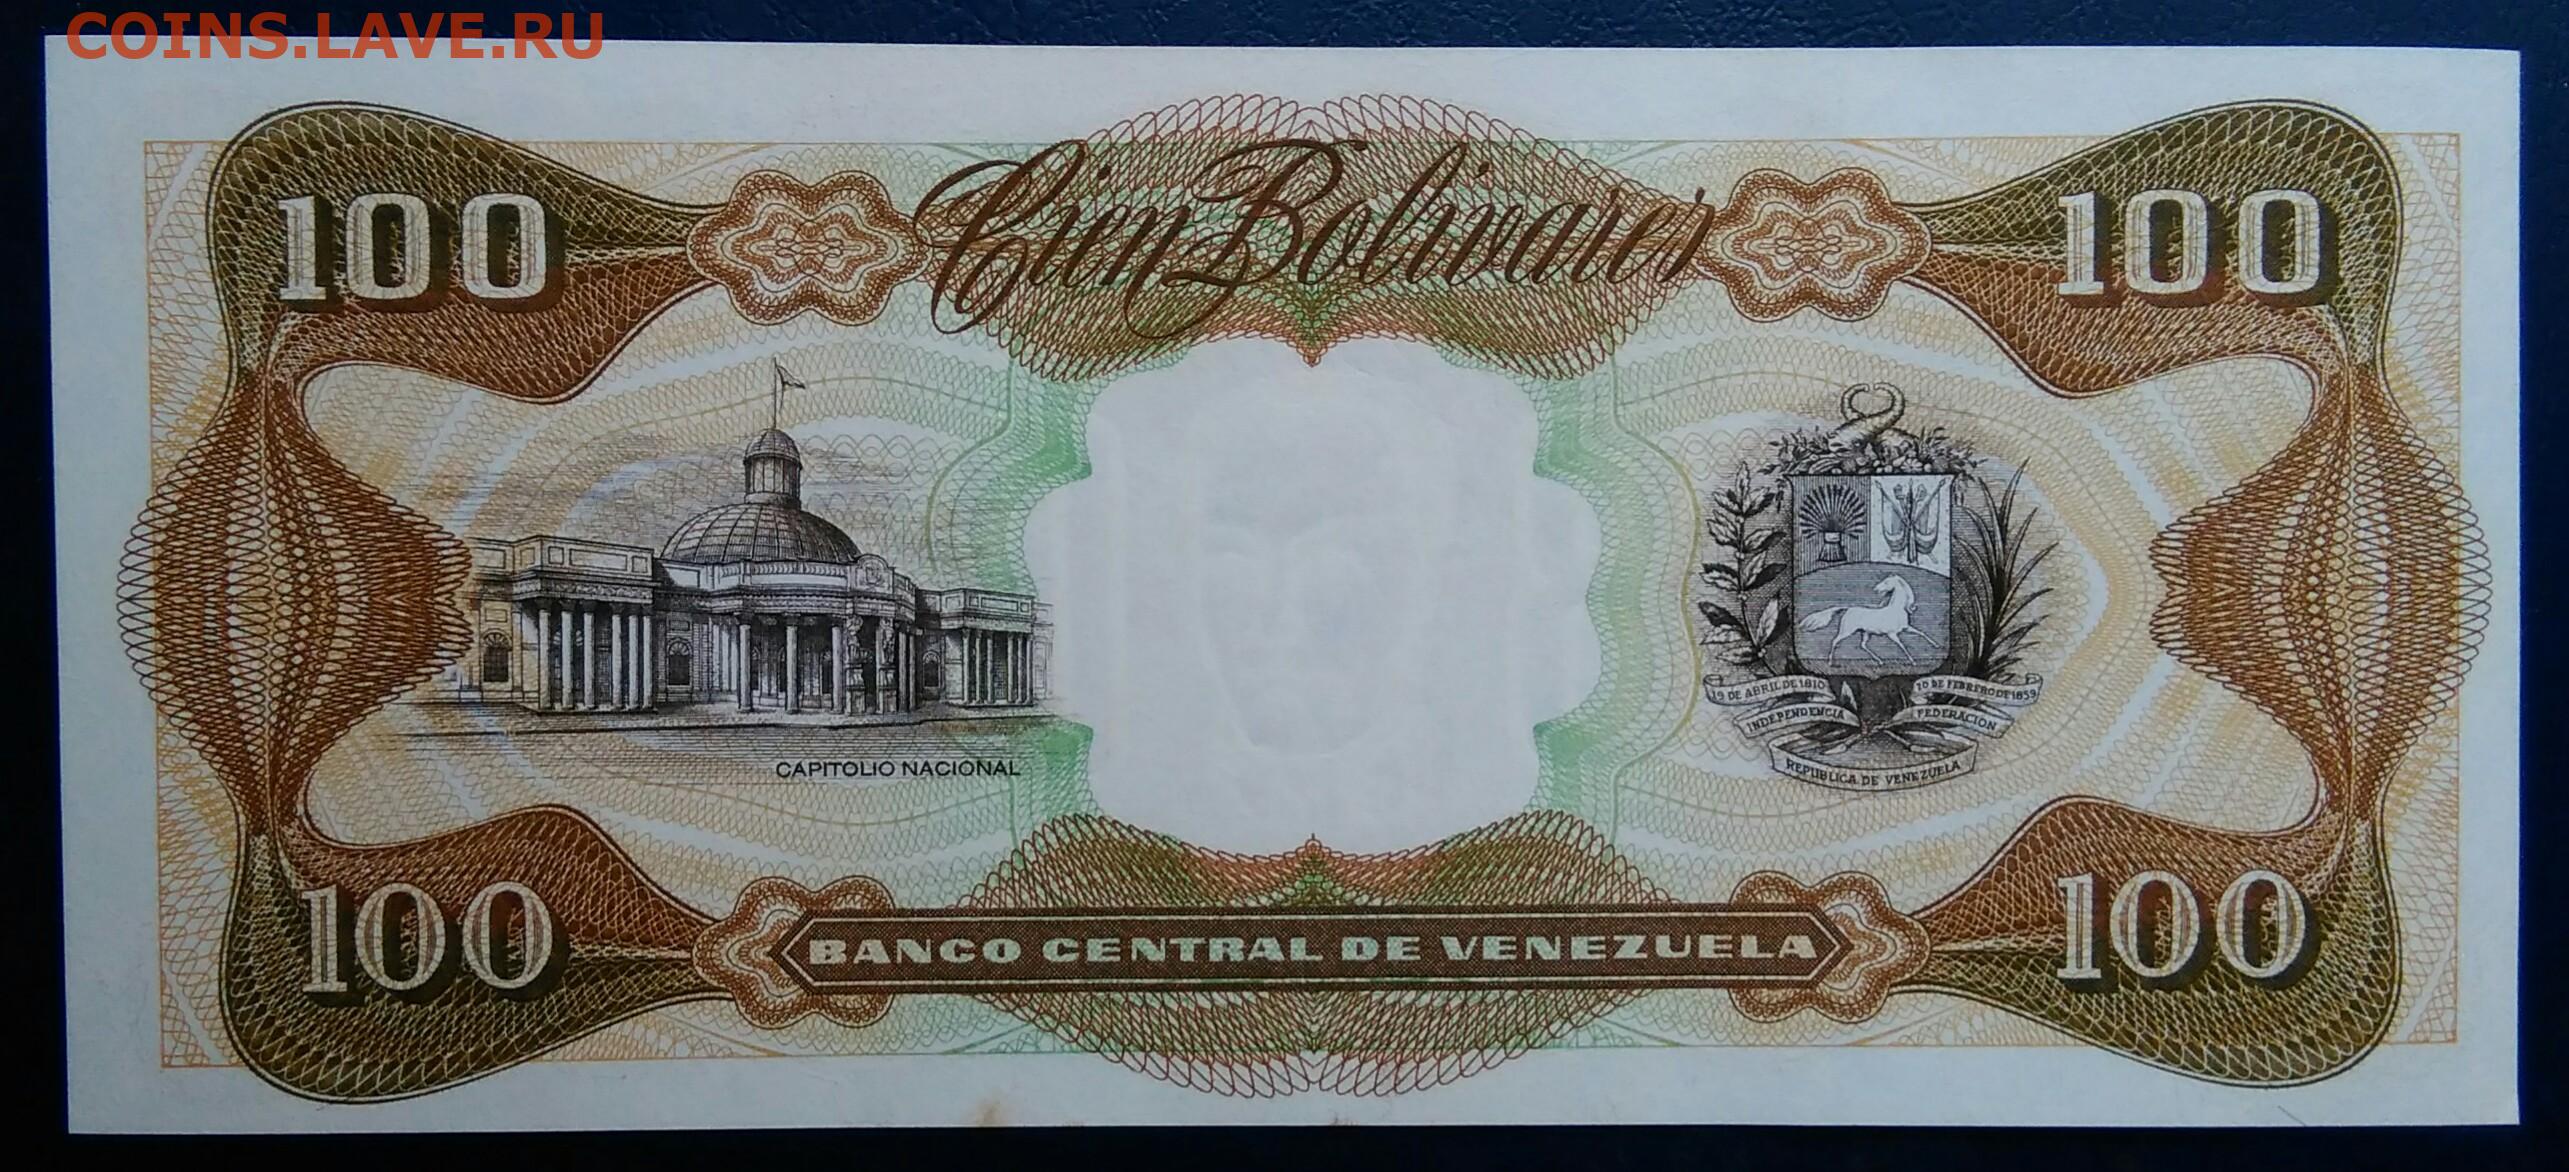 COINS.LAVE.RU
Cien Bolivares
100
100
CAPITOLIO NACIONAL
19 DE ABRIL DE 1810
20 DE FEBRERO DE 1859
INDEPENDENCIA
FEDERACION
REPUBLICA DE VENEZUELA
100
BANCO CENTRAL DE VENEZUELA
100